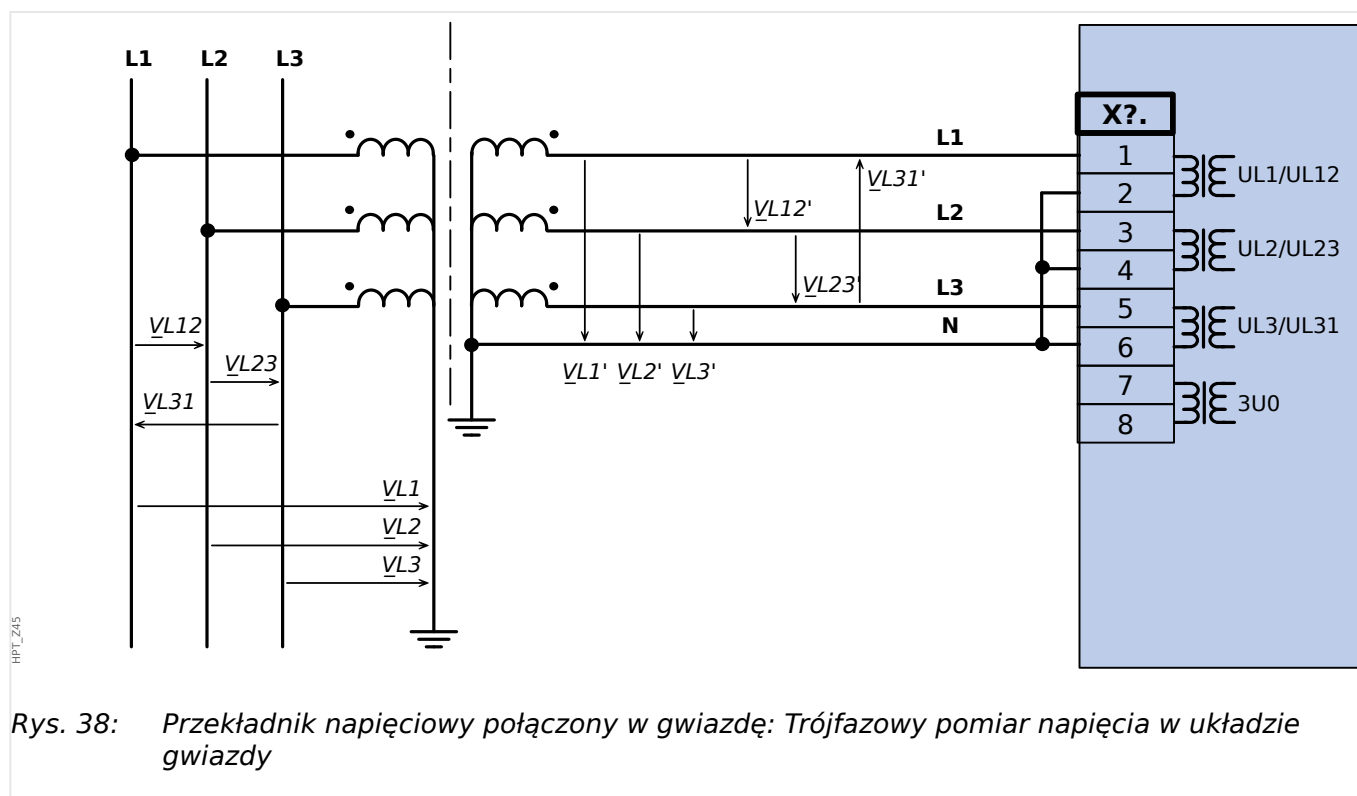 L1 L2 L3
X?.
L1
1
UL1/UL12
VL31'
2
VL12'
L2
3
UL2/UL23
4
VL23'
L3
5
UL3/UL31
VL12
N
6
VL23
VL1' VL2' VL3'
7
3U0
VL31
8
VL1
VL2
VL3
HPT_Z45
Rys. 38: Przekładnik napięciowy połączony w gwiazdę: Trójfazowy pomiar napięcia w układzie
gwiazdy